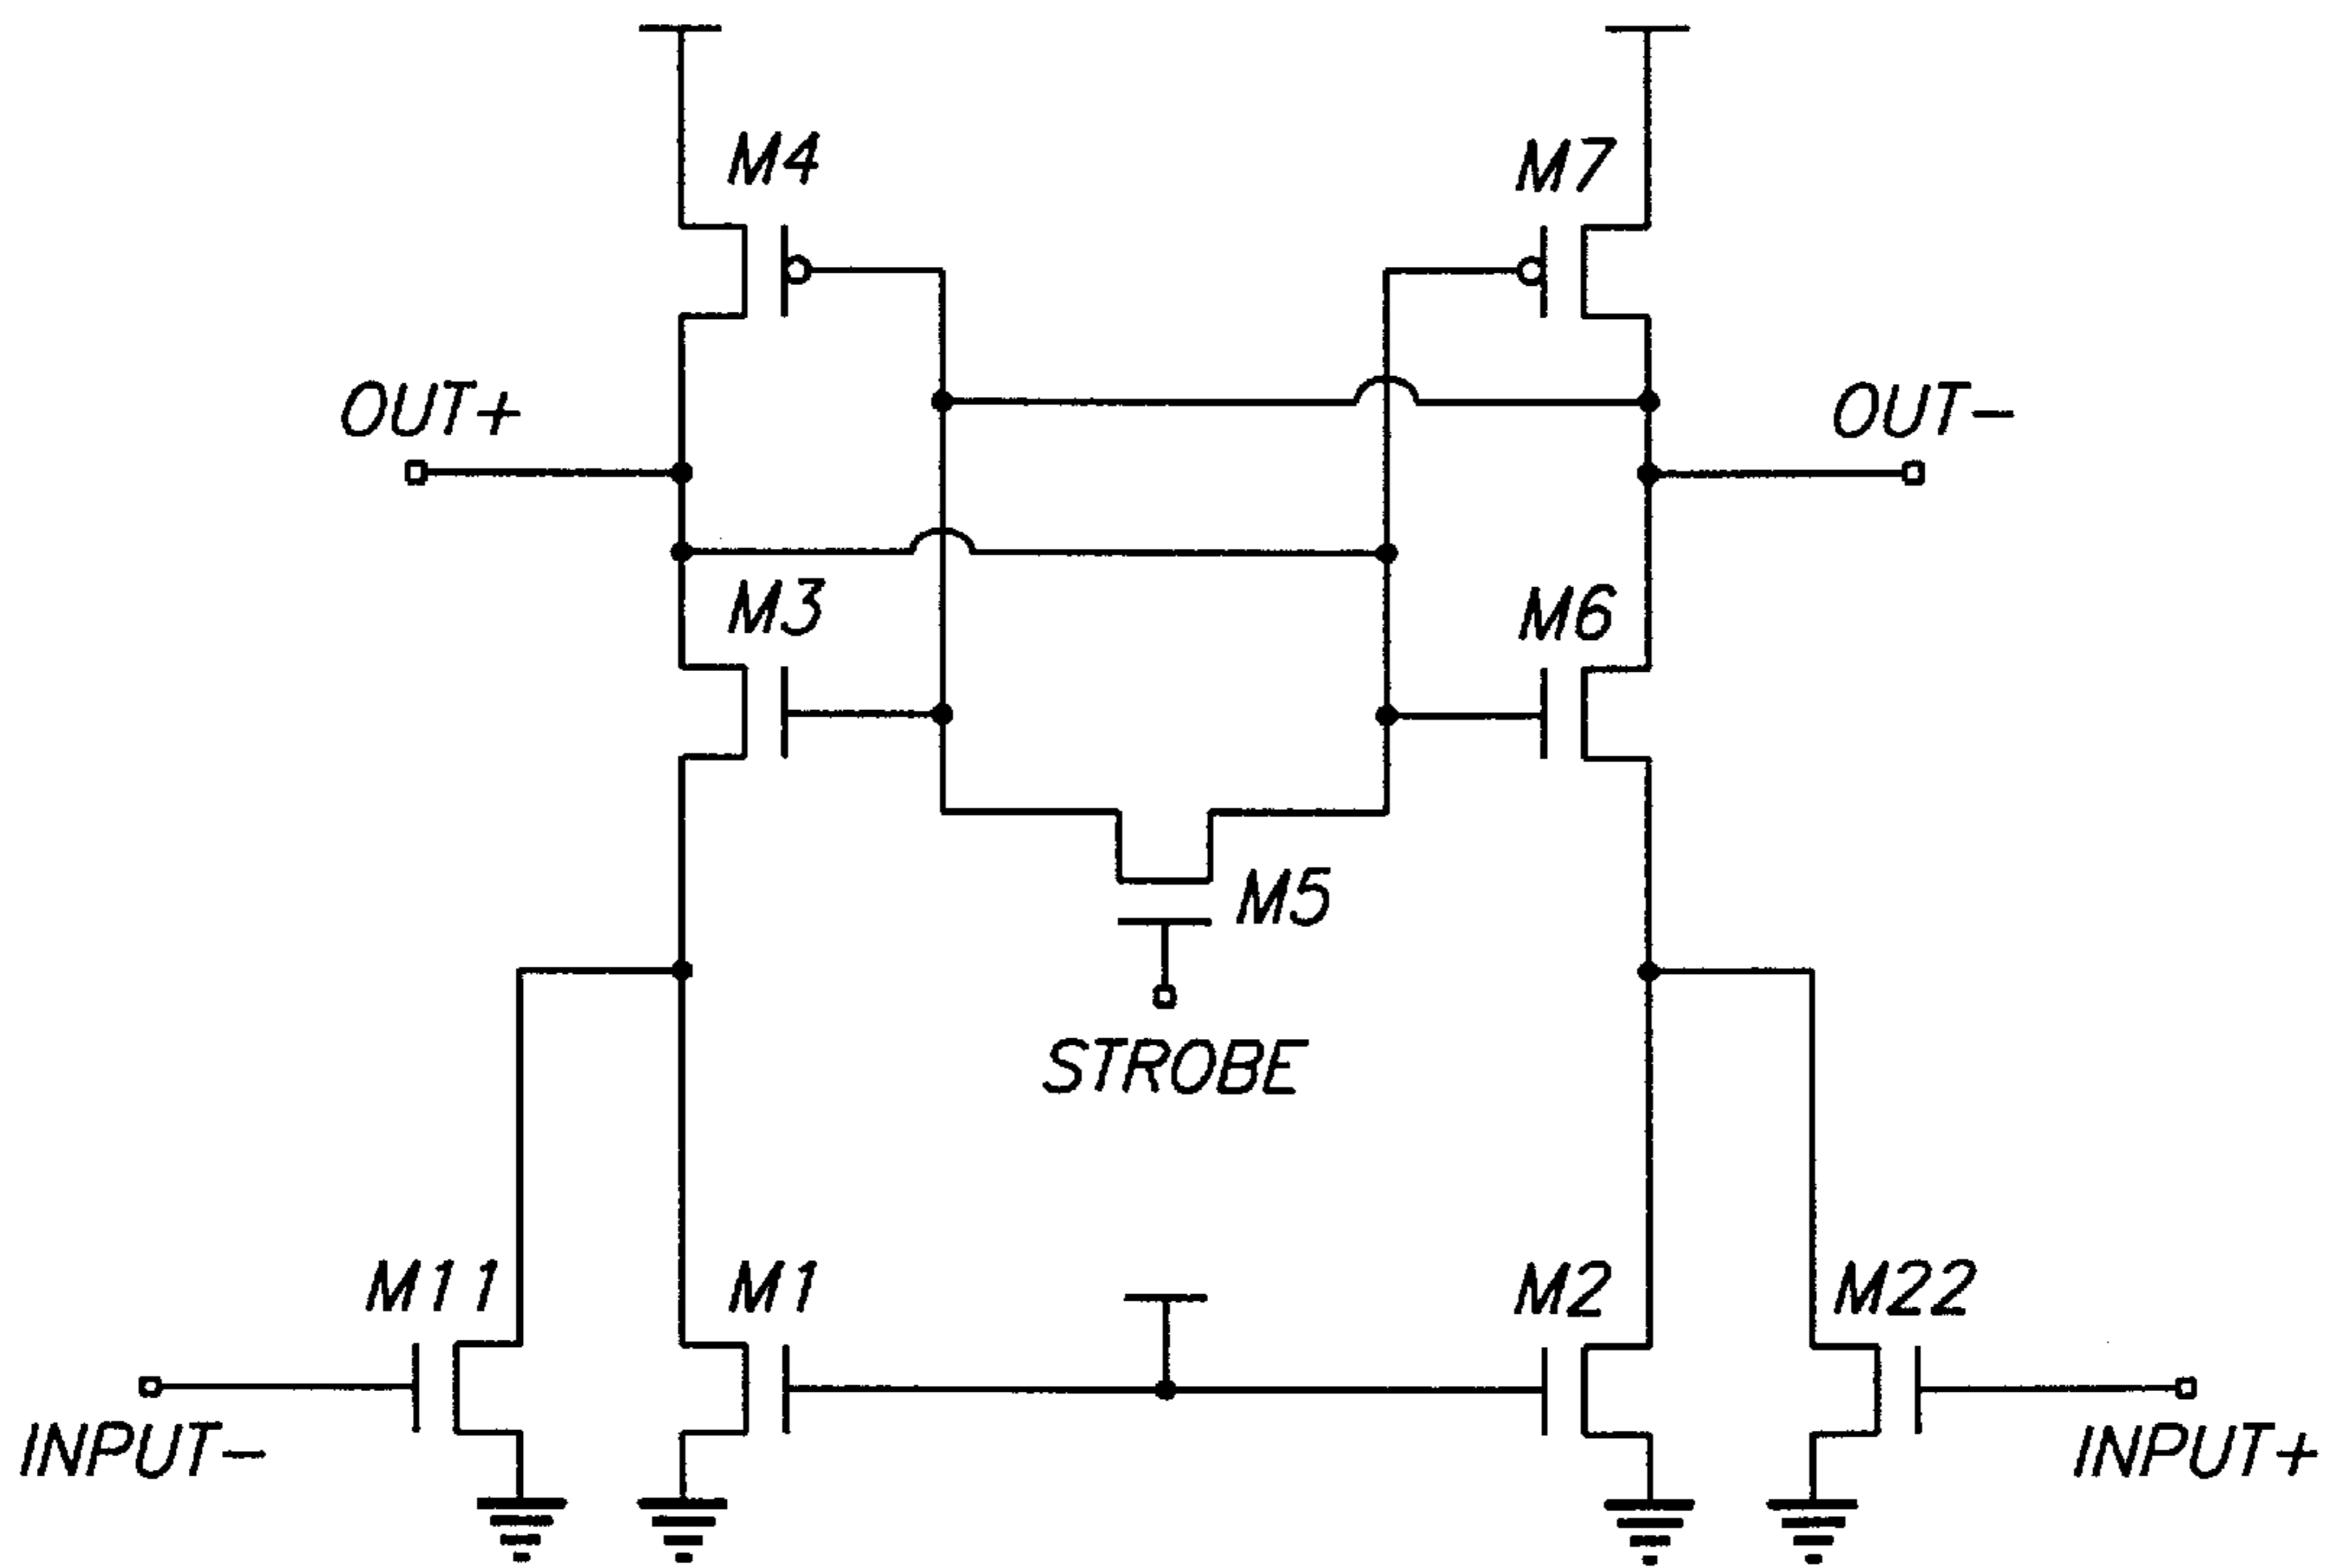 M4
M7
OUT+
OUT-
M3
M6
M5
STROBE
M11
M1
M2
M22
INPUT-
INPUT+